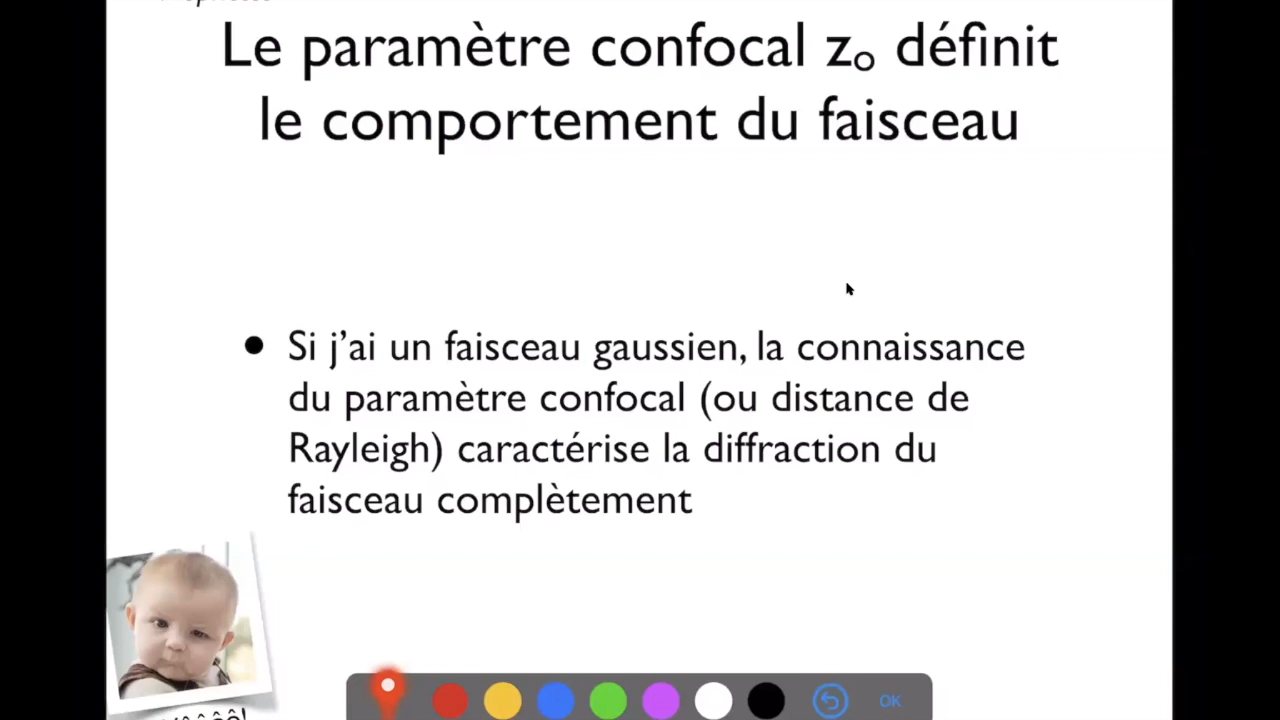 Le paramètre confocal z₀ définit
le comportement du faisceau
• Si j’ai un faisceau gaussien, la connaissance
du paramètre confocal (ou distance de
Rayleigh) caractérise la diffraction du
faisceau complètement
OK